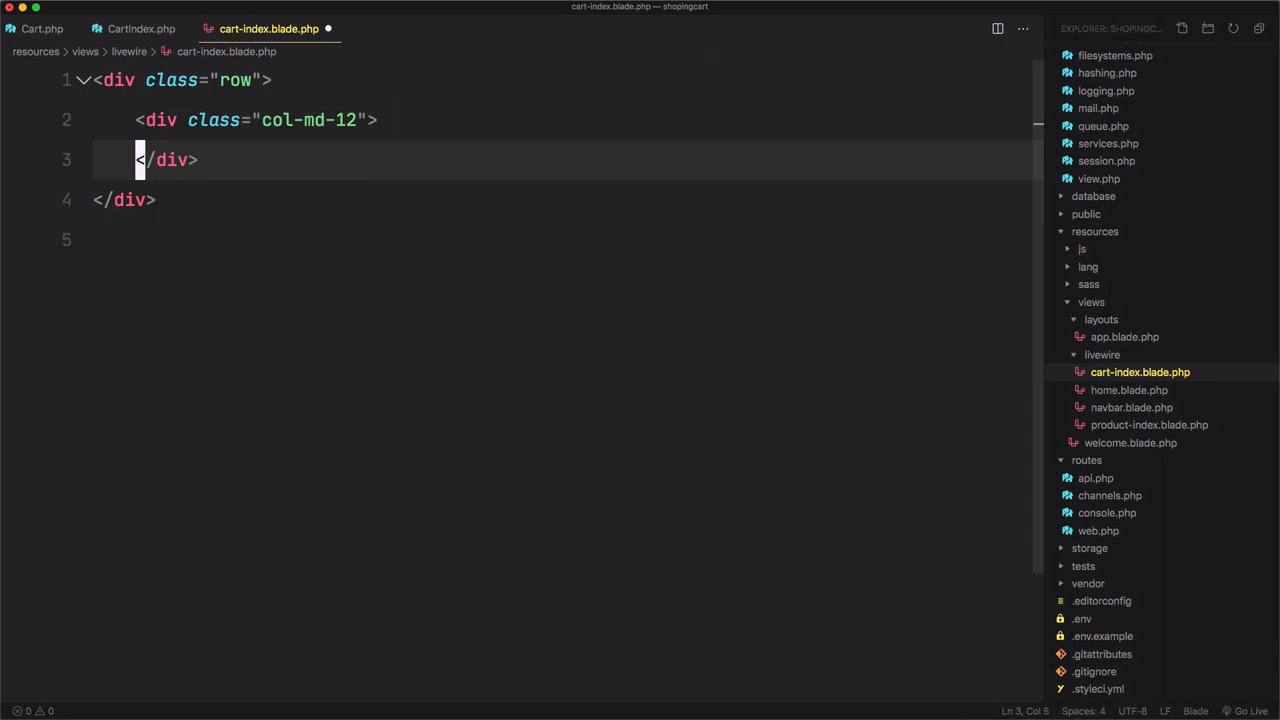 cart-index.blade.php — shopingcart
Cart.php
CartIndex.php
cart-index.blade.php
resources
views
livewire
cart-index.blade.php
1 <div class="row">
2 <div class="col-md-12">
3 </div>
4 </div>
5
EXPLORER: SHOPINGC...
filesystems.php
hashing.php
logging.php
mail.php
queue.php
services.php
session.php
view.php
database
public
resources
js
lang
sass
views
layouts
app.blade.php
livewire
cart-index.blade.php
home.blade.php
navbar.blade.php
product-index.blade.php
welcome.blade.php
routes
api.php
channels.php
console.php
web.php
storage
tests
vendor
.editorconfig
.env
.env.example
.gitattributes
.gitignore
.styleci.yml
0 0
Ln 3, Col 5
Spaces: 4
UTF-8
LF
Blade
Go Live